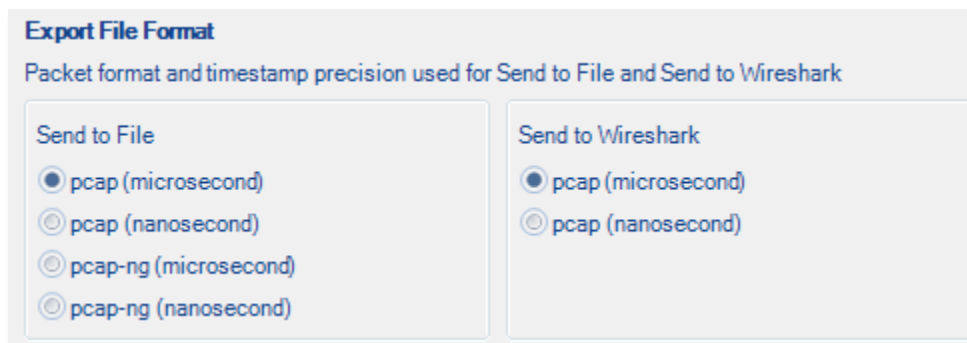 Export File Format
Packet format and timestamp precision used for Send to File and Send to Wireshark
Send to File
pcap (microsecond)
pcap (nanosecond)
pcap-ng (microsecond)
pcap-ng (nanosecond)
Send to Wireshark
pcap (microsecond)
pcap (nanosecond)